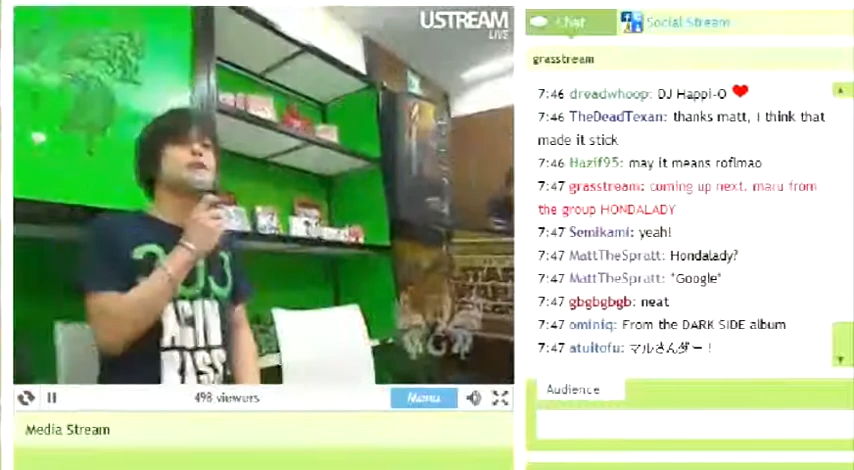 USTREAM
LIVE
303
ACID
498 viewers
Menu
Media Stream
Chat
Social Stream
grasstream
7:46 dreadwhoop: DJ Happi-O ❤
7:46 TheDeadTexan: thanks matt, I think that
made it stick
7:46 Hazif95: may it means roflmao
7:47 grasstream: coming up next. maru from
the group HONDALADY
7:47 Semikami: yeah!
7:47 MattTheSpratt: Hondalady?
7:47 MattTheSpratt: *Google*
7:47 gbgbgbgb: neat
7:47 ominiq: From the DARK SIDE album
7:47 atuitofu: マルさんダー！
Audience